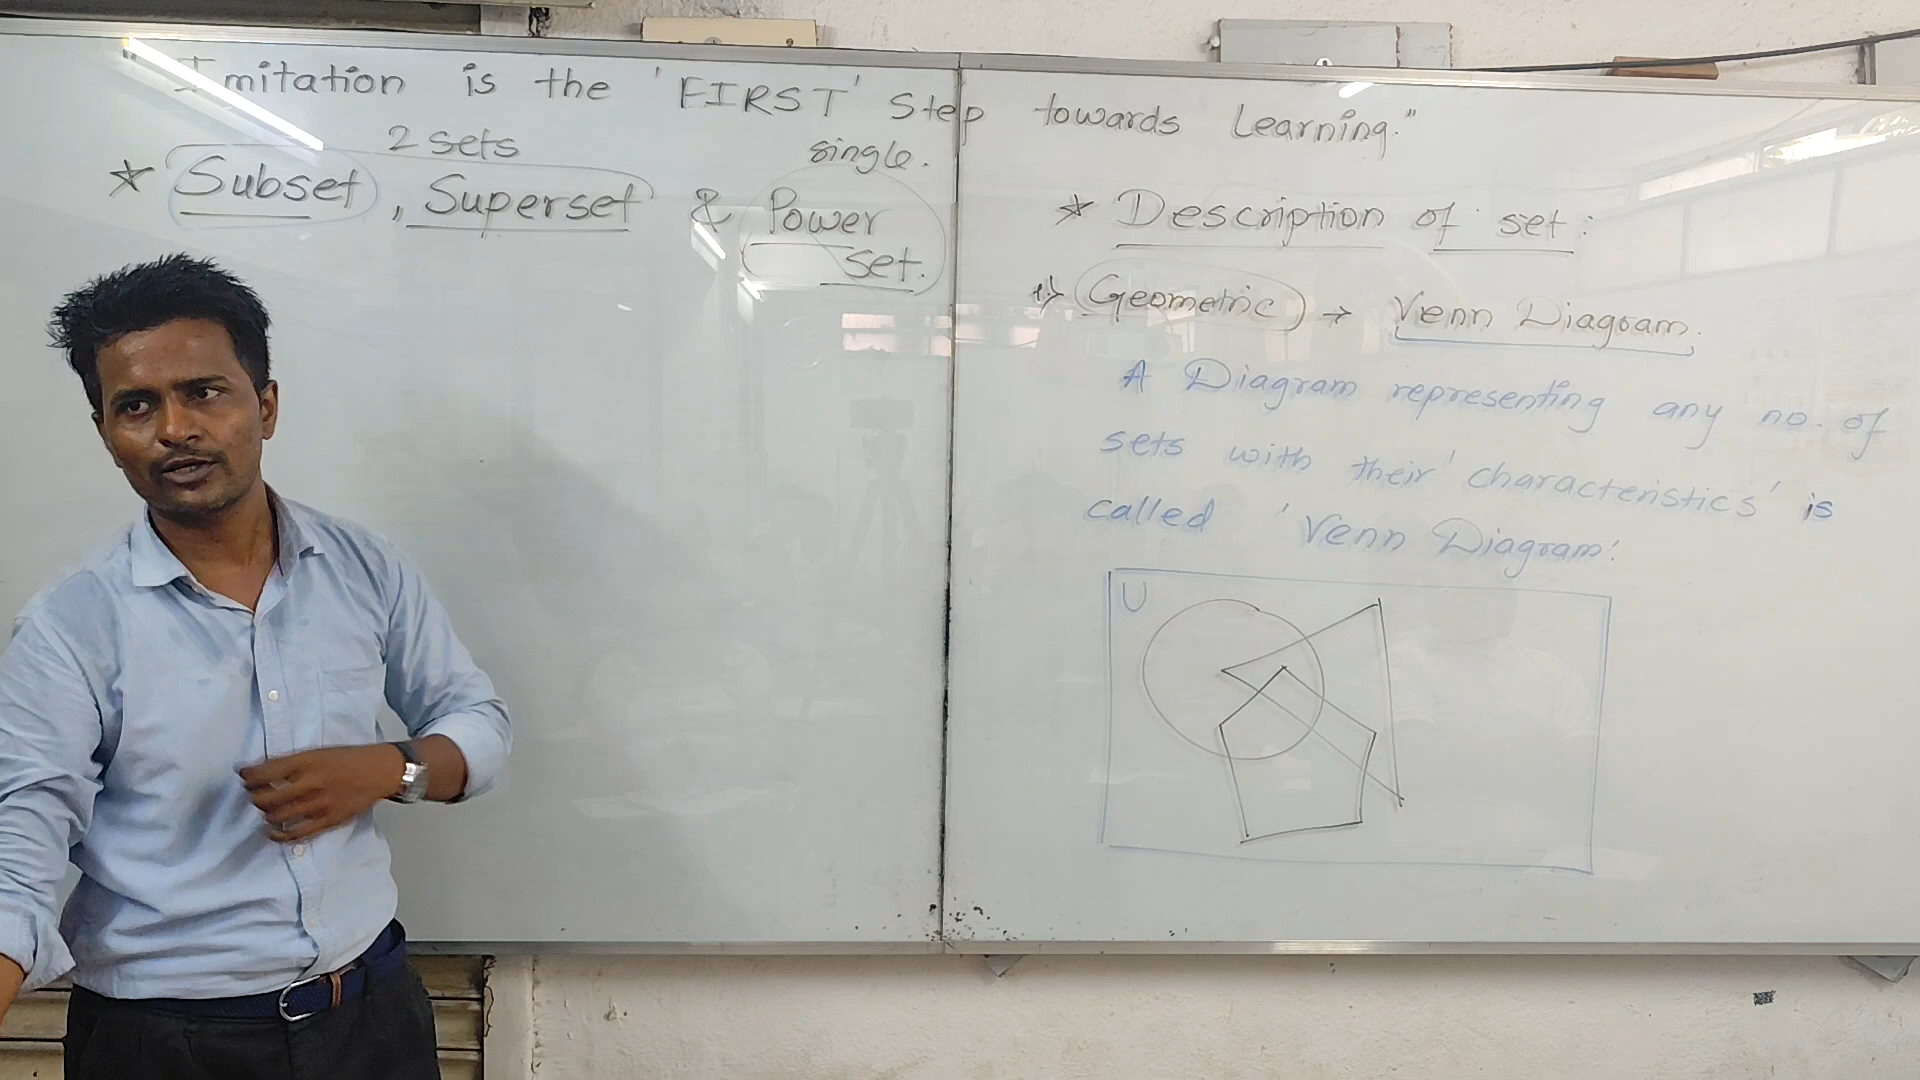 "Imitation is the 'FIRST' Step towards Learning."
2 sets single.
* Subset, Superset & Power set.
* Description of set:
1) Geometric → Venn Diagram.
A Diagram representing any no. of
sets with their 'characteristics' is
called 'Venn Diagram'.
U